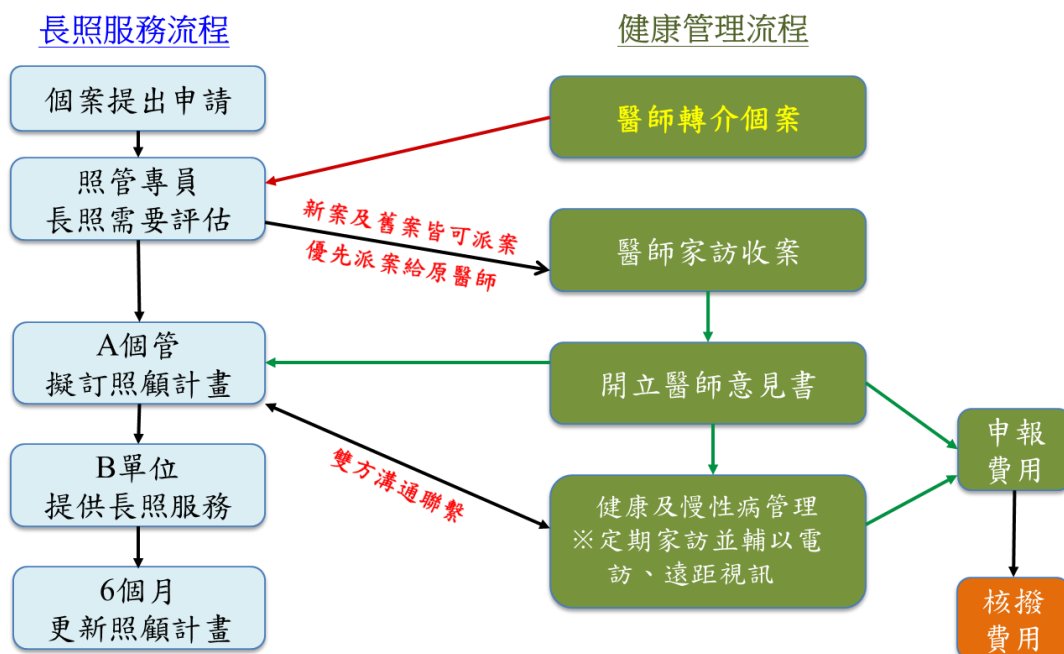 長照服務流程
健康管理流程
個案提出申請
醫師轉介個案
照管專員
長照需要評估
新案及舊案皆可派案
優先派案給原醫師
醫師家訪收案
A個管
擬訂照顧計畫
開立醫師意見書
申報
費用
雙方溝通聯繫
B單位
提供長照服務
健康及慢性病管理
※定期家訪並輔以電
訪、遠距視訊
6個月
更新照顧計畫
核撥
費用